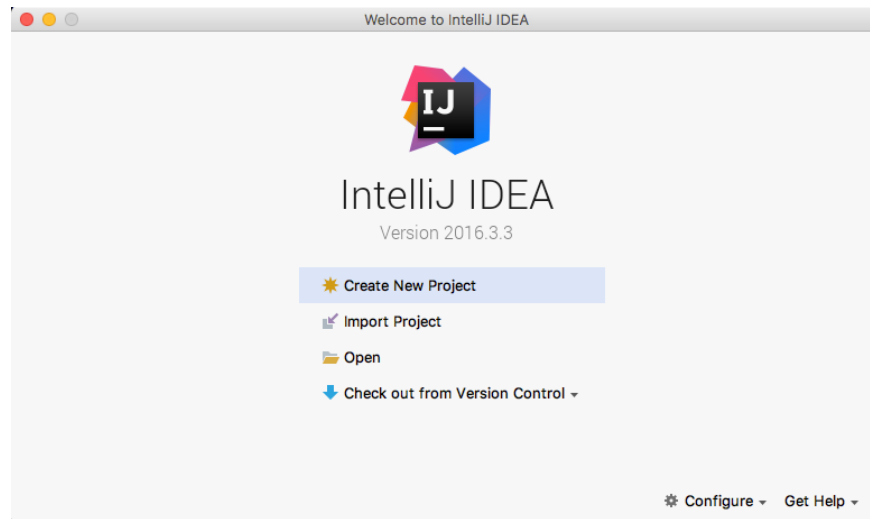 Welcome to IntelliJ IDEA
IJ
IntelliJ IDEA
Version 2016.3.3
Create New Project
Import Project
Open
Check out from Version Control
Configure Get Help